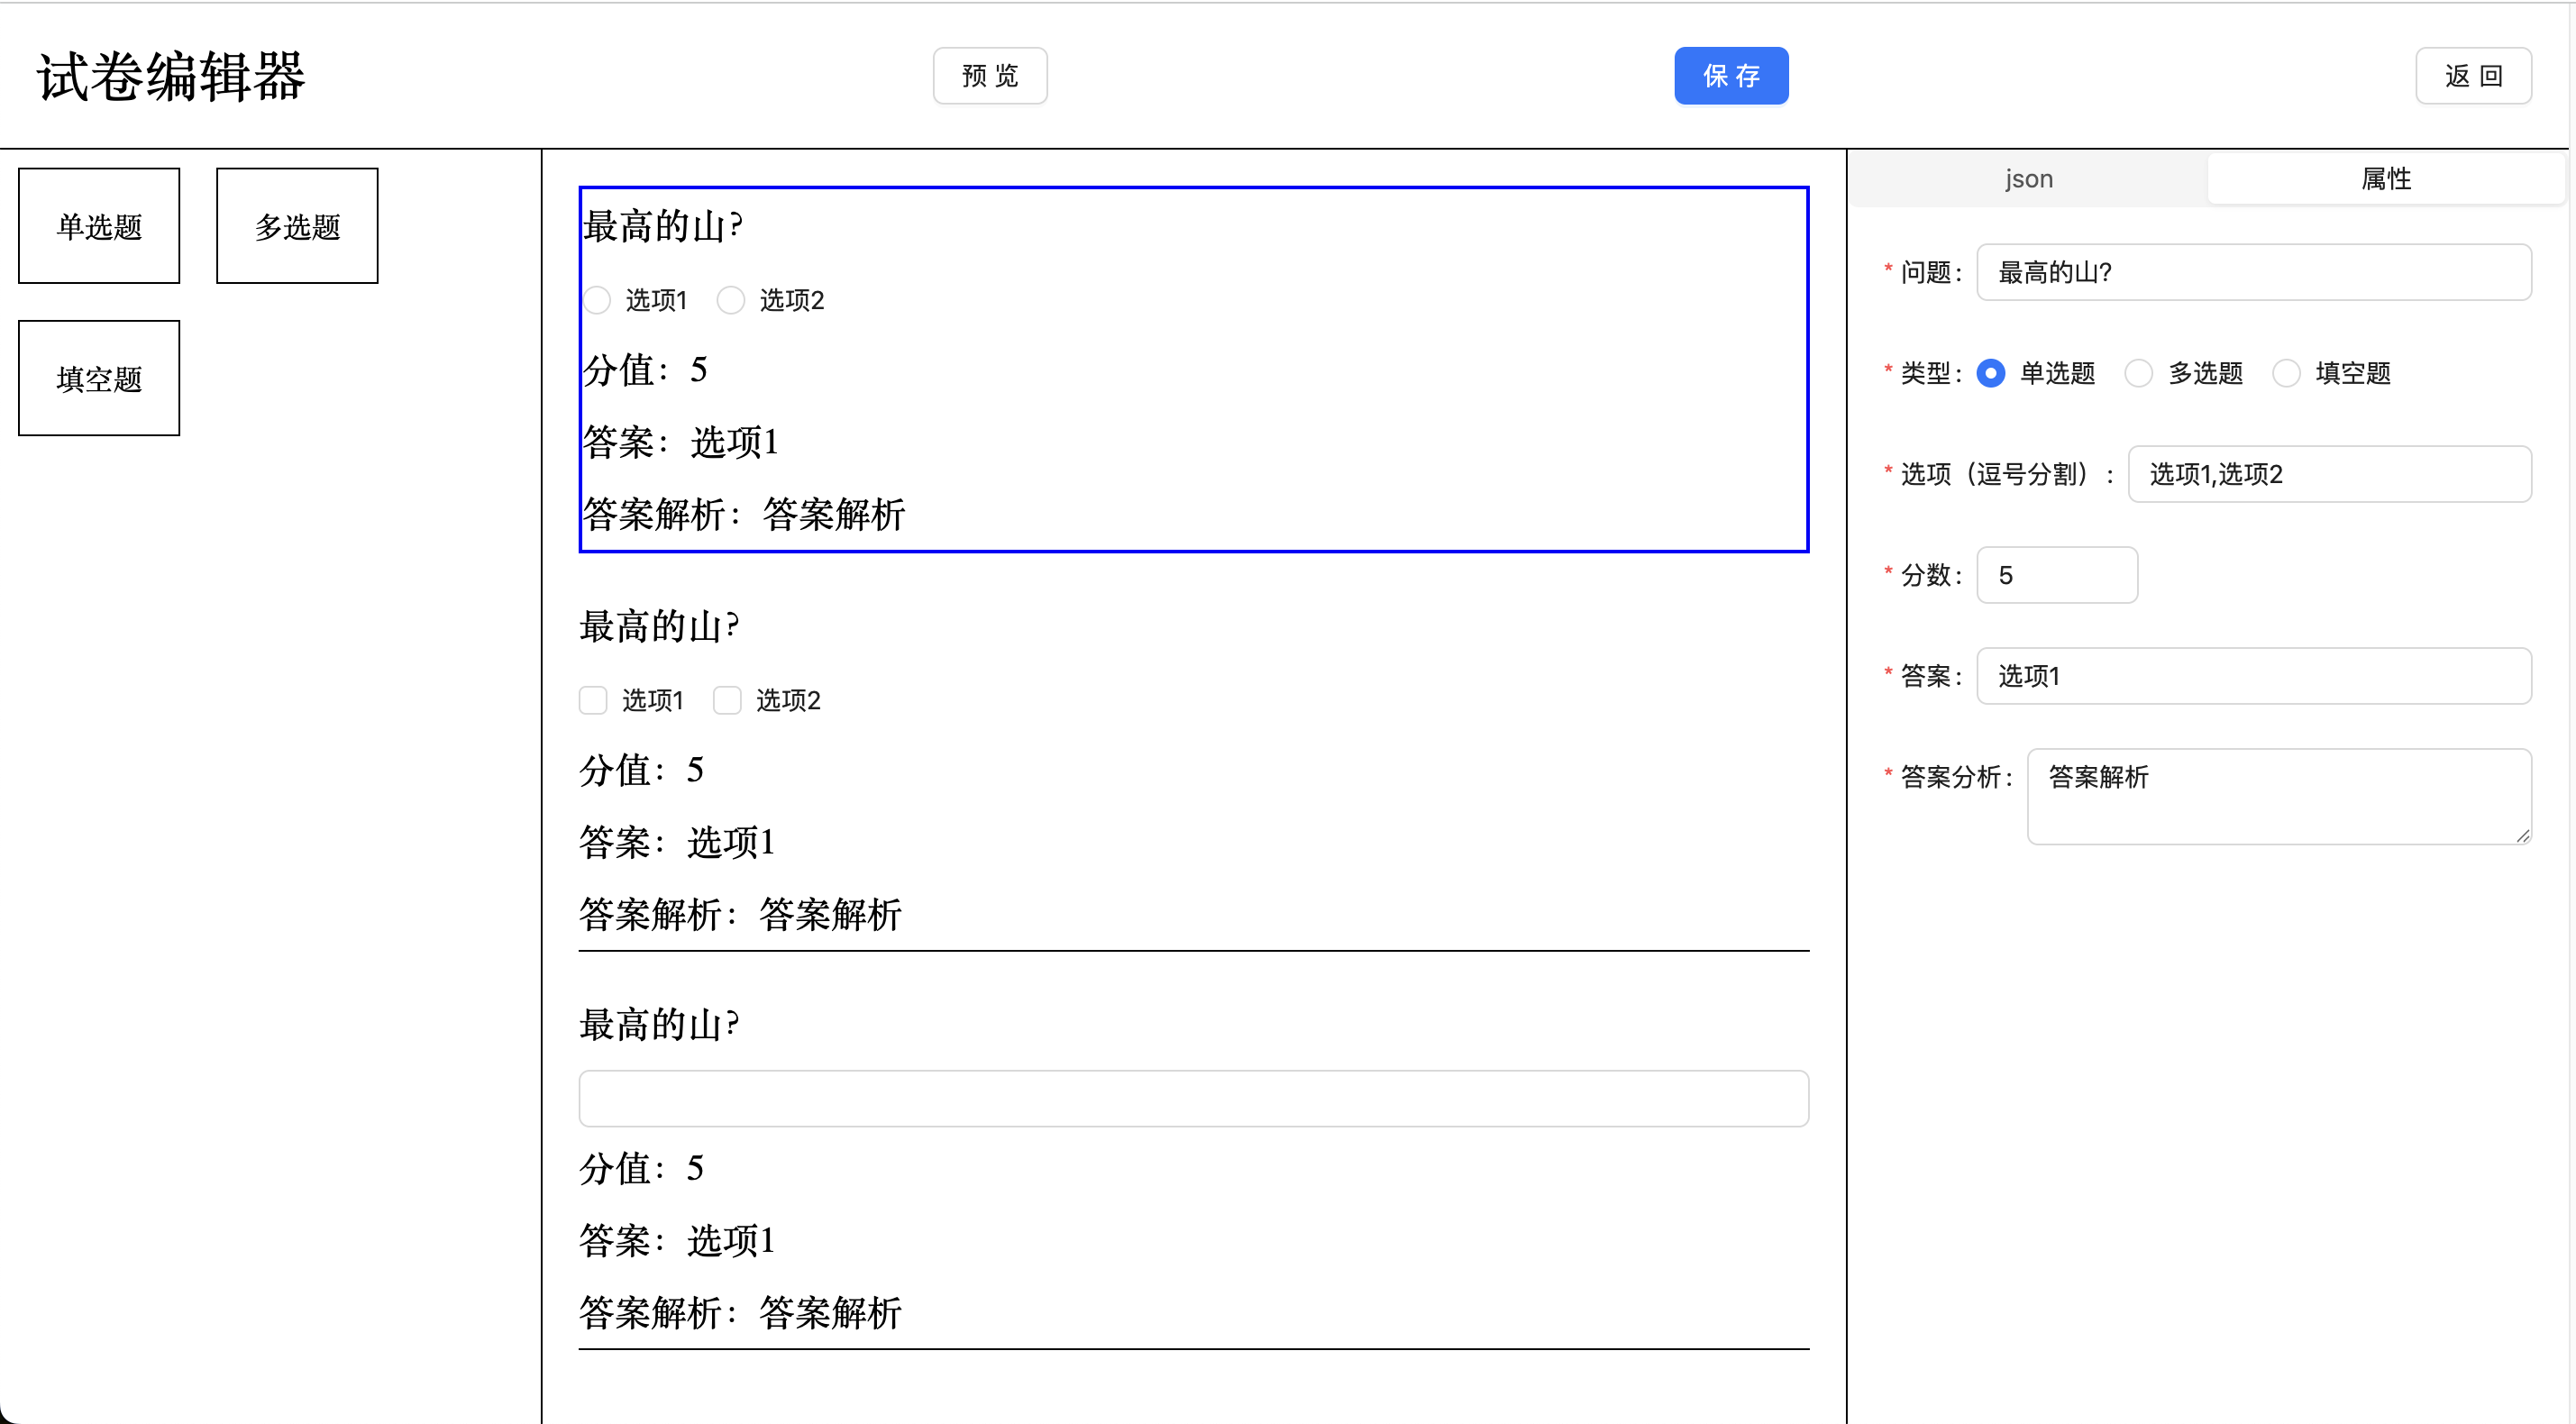 试卷编辑器
预 览
保 存
返 回
单选题
多选题
填空题
最高的山?
选项1 选项2
分值：5
答案：选项1
答案解析：答案解析
最高的山?
选项1 选项2
分值：5
答案：选项1
答案解析：答案解析
最高的山?
分值：5
答案：选项1
答案解析：答案解析
json 属性
* 问题: 最高的山?
* 类型: 单选题 多选题 填空题
* 选项（逗号分割）: 选项1,选项2
* 分数: 5
* 答案: 选项1
* 答案分析: 答案解析